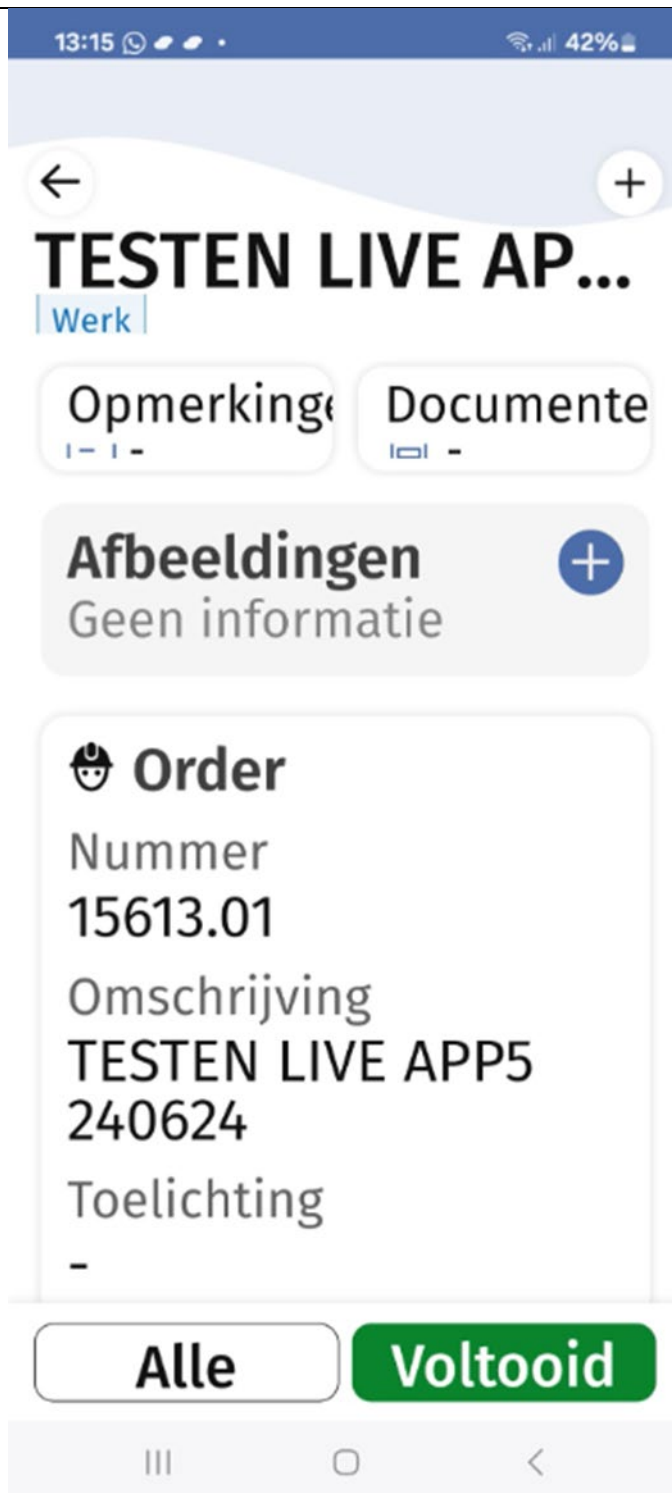 13:15 42%
TESTEN LIVE AP...
Werk
Opmerkinge Documente
- -
Afbeeldingen
Geen informatie
Order
Nummer
15613.01
Omschrijving
TESTEN LIVE APP5
240624
Toelichting
-
Alle Voltooid